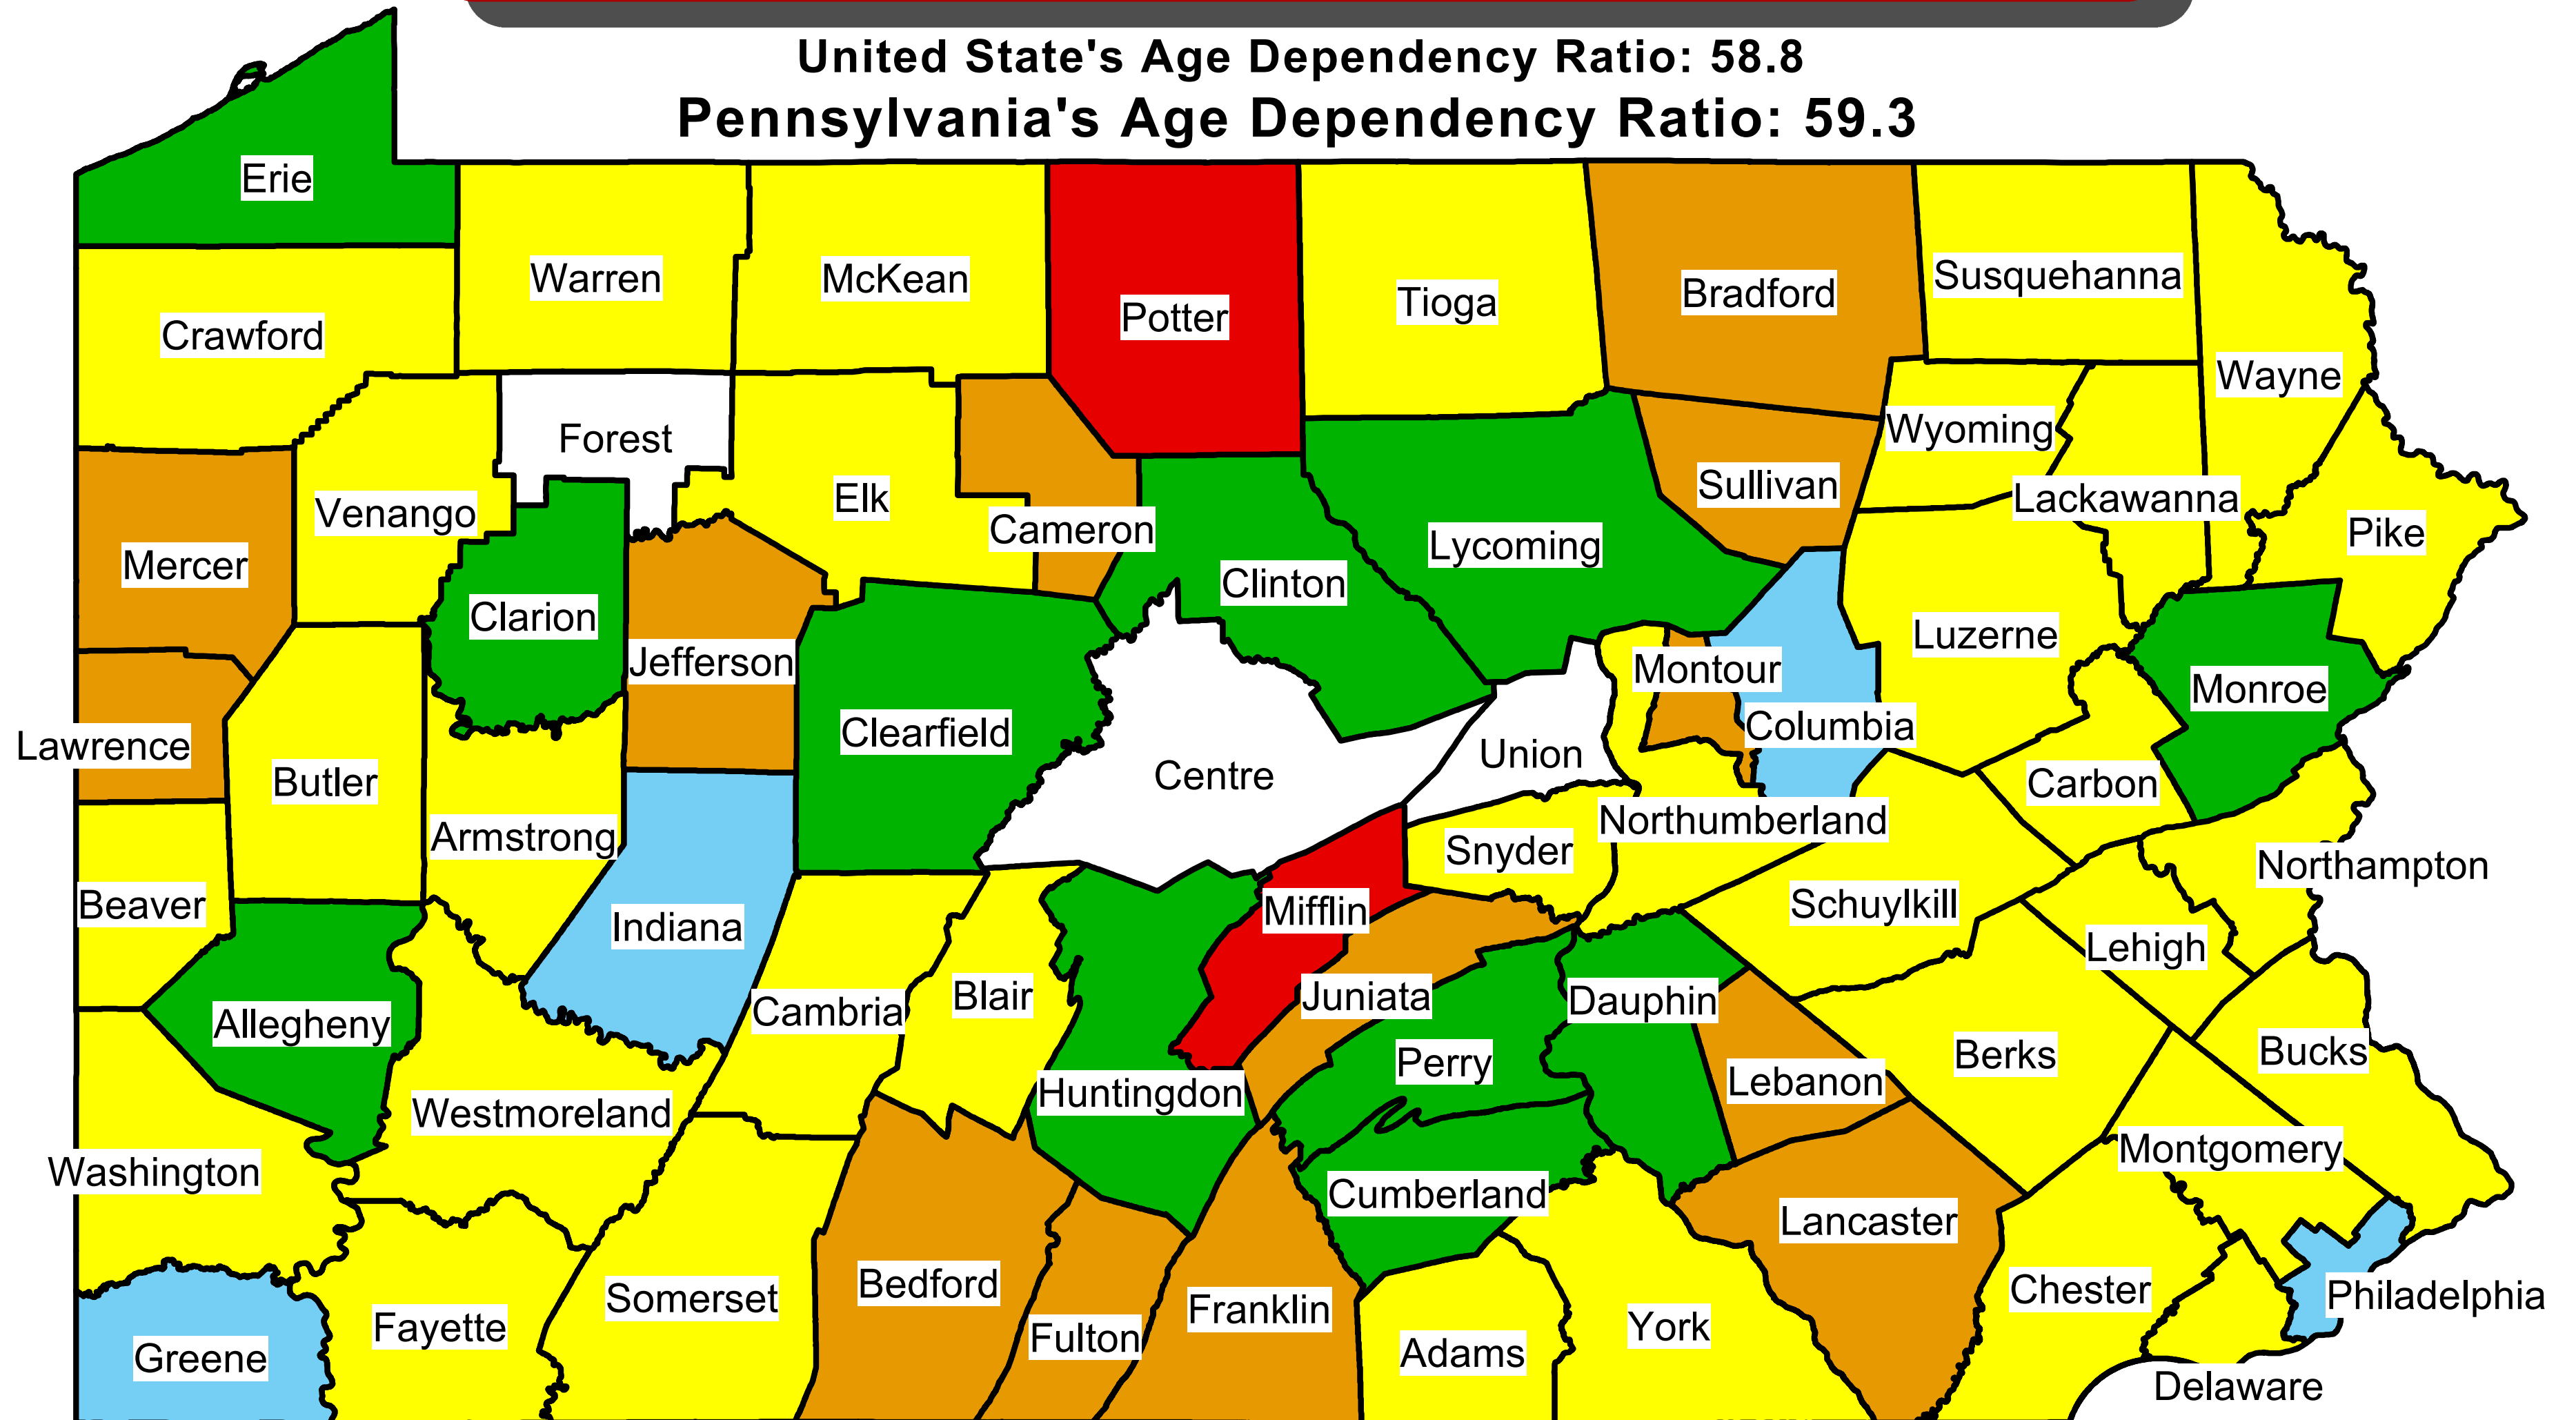 United State's Age Dependency Ratio: 58.8
Pennsylvania's Age Dependency Ratio: 59.3
Erie
Warren
McKean
Potter
Tioga
Bradford
Susquehanna
Crawford
Wayne
Forest
Wyoming
Venango
Elk
Cameron
Sullivan
Lackawanna
Pike
Mercer
Clarion
Clinton
Lycoming
Luzerne
Jefferson
Montour
Monroe
Lawrence
Butler
Clearfield
Centre
Union
Columbia
Carbon
Armstrong
Snyder
Northumberland
Northampton
Beaver
Indiana
Mifflin
Schuylkill
Lehigh
Allegheny
Cambria
Blair
Juniata
Dauphin
Berks
Bucks
Westmoreland
Huntingdon
Perry
Lebanon
Washington
Montgomery
Cumberland
Lancaster
Somerset
Bedford
Franklin
Chester
Philadelphia
Greene
Fayette
Fulton
Adams
York
Delaware